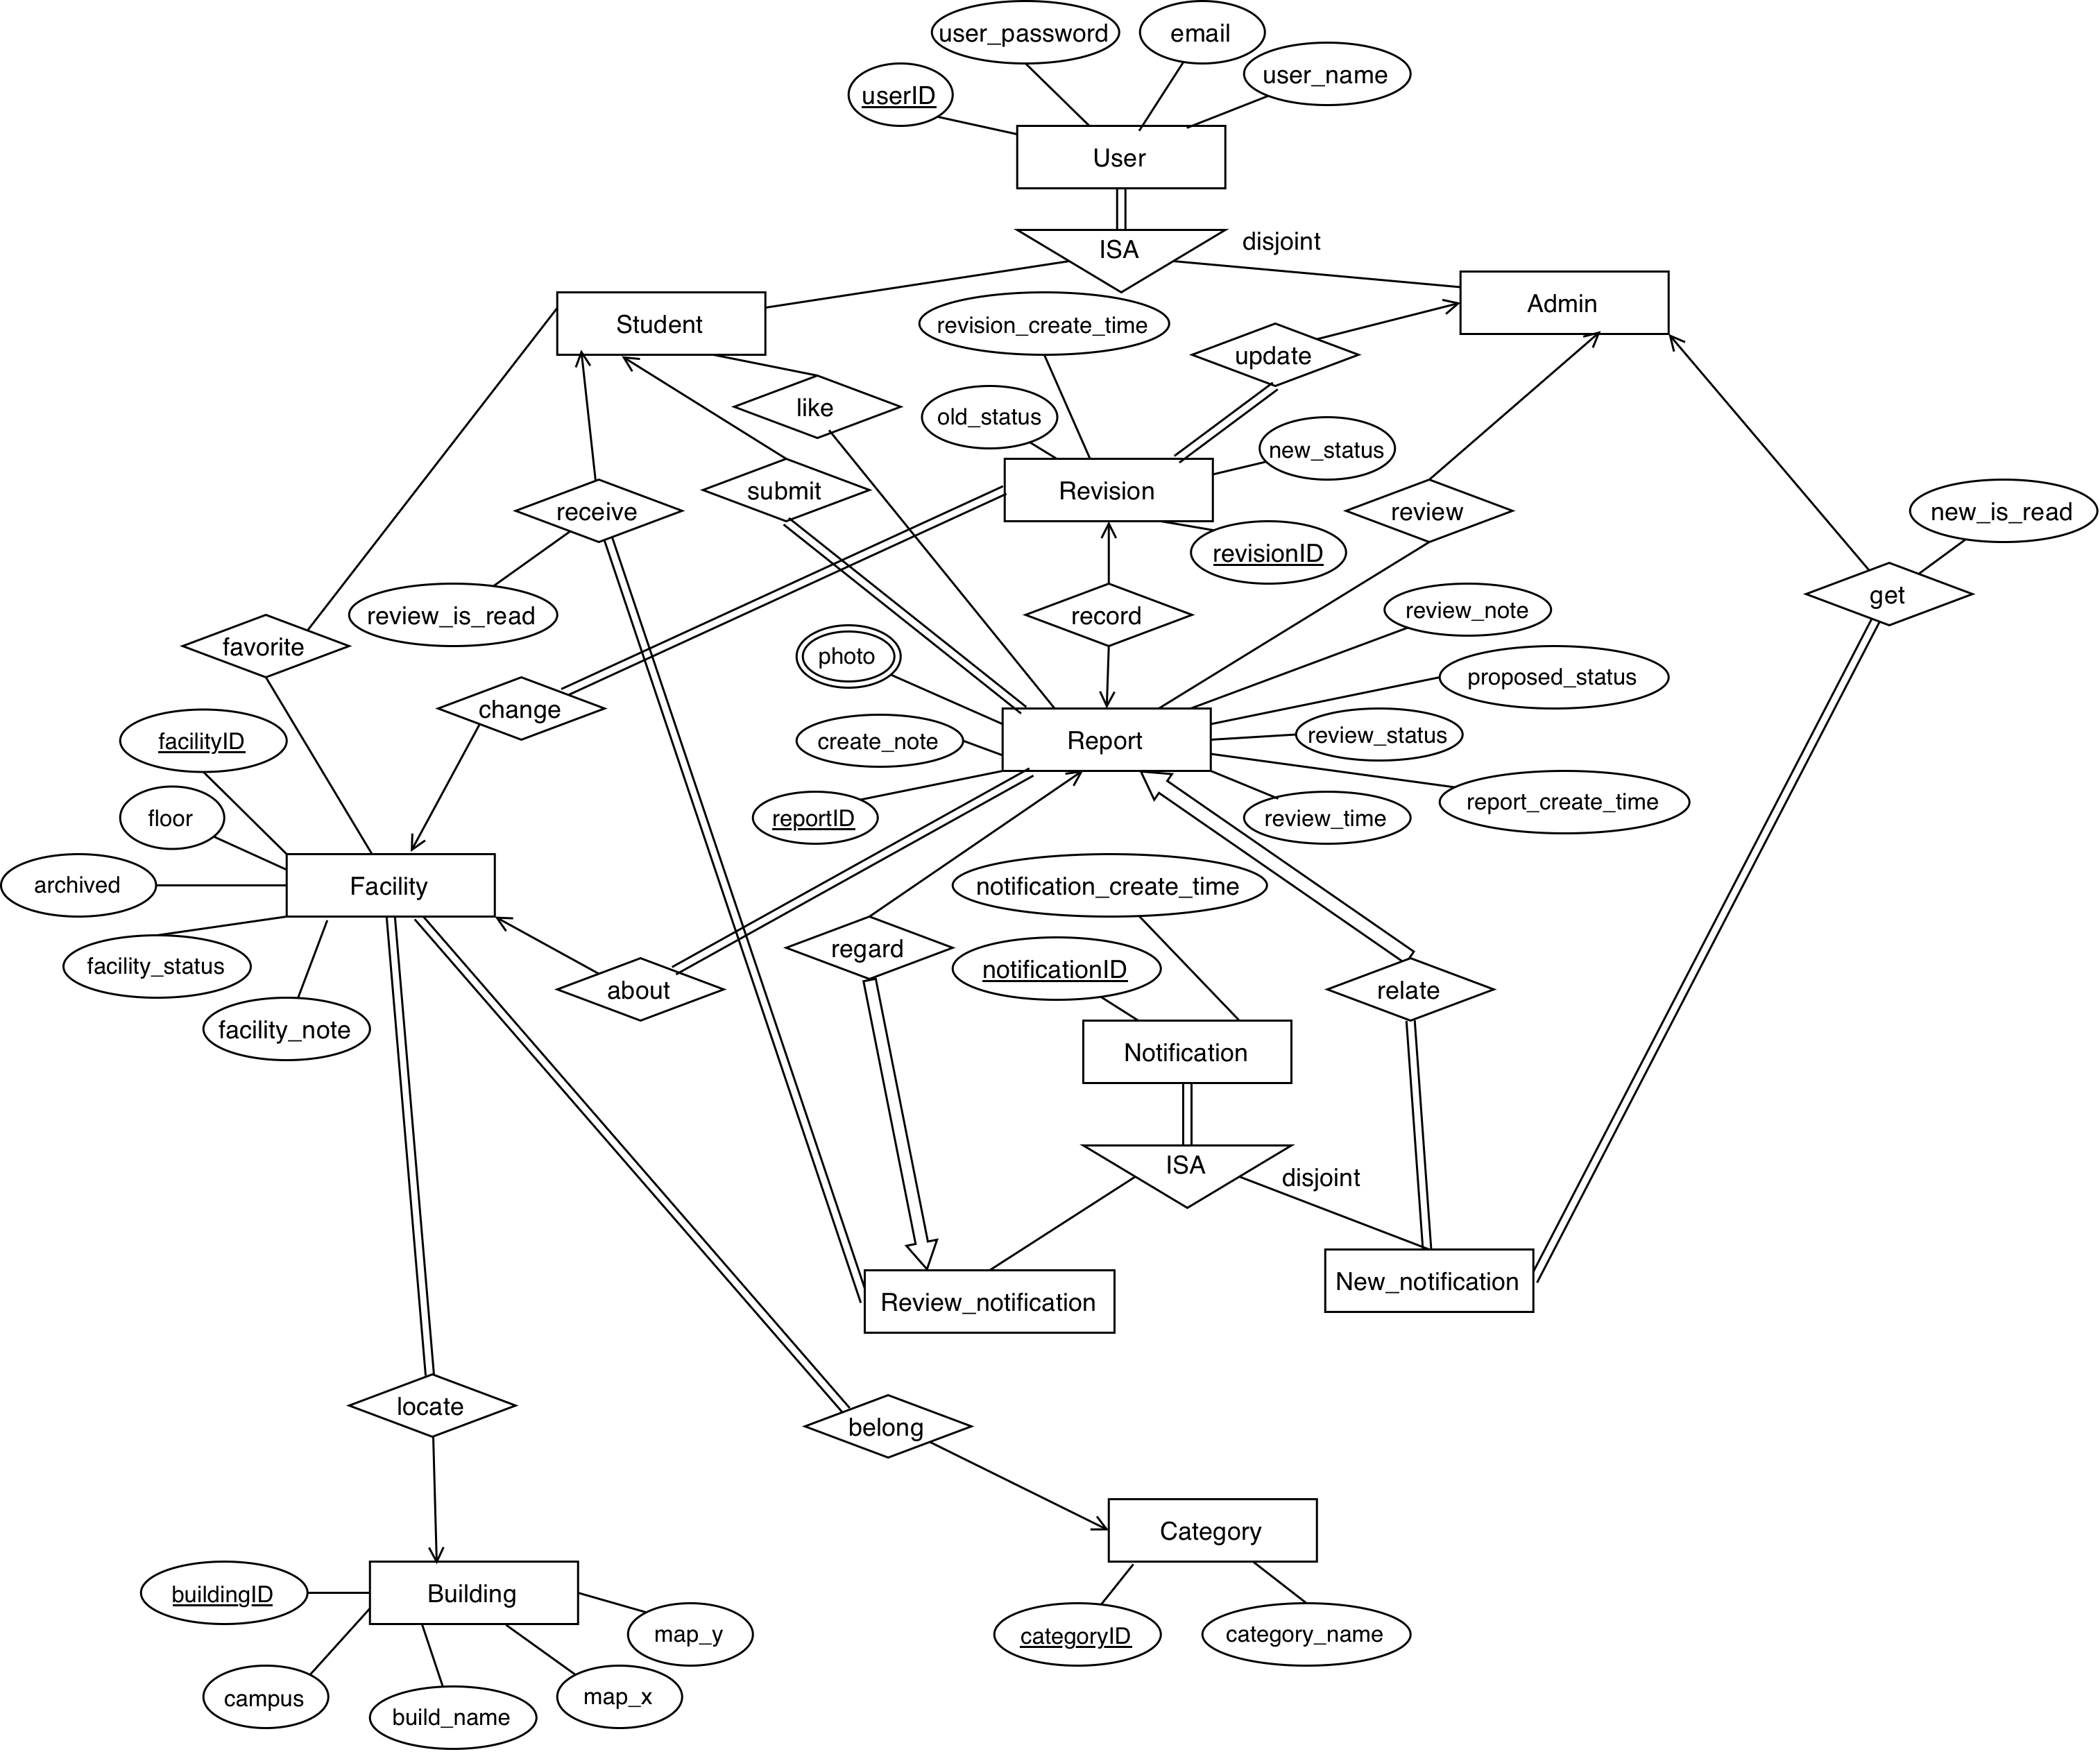 user_password
email
user_name
userID
User
ISA
disjoint
Admin
Student
revision_create_time
update
like
old_status
new_status
submit
Revision
receive
review
new_is_read
revisionID
get
review_is_read
record
review_note
favorite
photo
proposed_status
change
facilityID
create_note
Report
review_status
report_create_time
floor
reportID
review_time
archived
Facility
notification_create_time
regard
facility_status
notificationID
about
relate
facility_note
Notification
ISA
disjoint
New_notification
Review_notification
locate
belong
Category
buildingID
Building
map_y
categoryID
category_name
campus
map_x
build_name